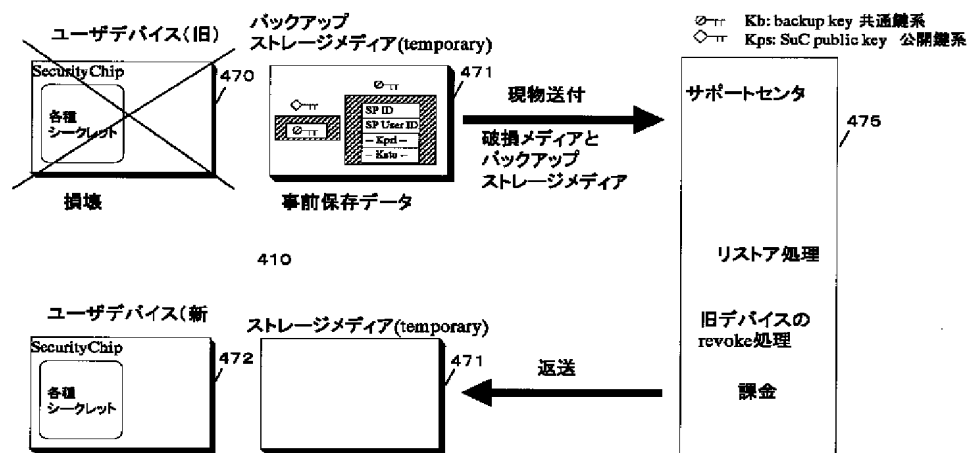 ユーザデバイス(旧)
SecurityChip
各種
シークレット
470
損壊
バックアップ
ストレージメディア(temporary)
SP ID
SP User ID
-- Kprd --
-- Ksto --
471
事前保存データ
現物送付
破損メディアと
バックアップ
ストレージメディア
Kb: backup key 共通鍵系
Kps: SuC public key 公開鍵系
サポートセンタ
475
リストア処理
旧デバイスの
revoke処理
課金
410
ユーザデバイス(新
SecurityChip
各種
シークレット
472
ストレージメディア(temporary)
471
返送